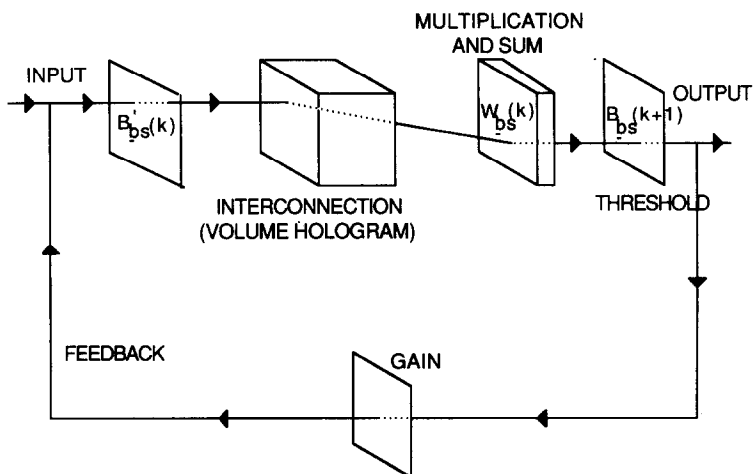 MULTIPLICATION
AND SUM
INPUT
OUTPUT
B'bs(k)
Wbs(k)
Bbs(k+1)
INTERCONNECTION
(VOLUME HOLOGRAM)
THRESHOLD
FEEDBACK
GAIN